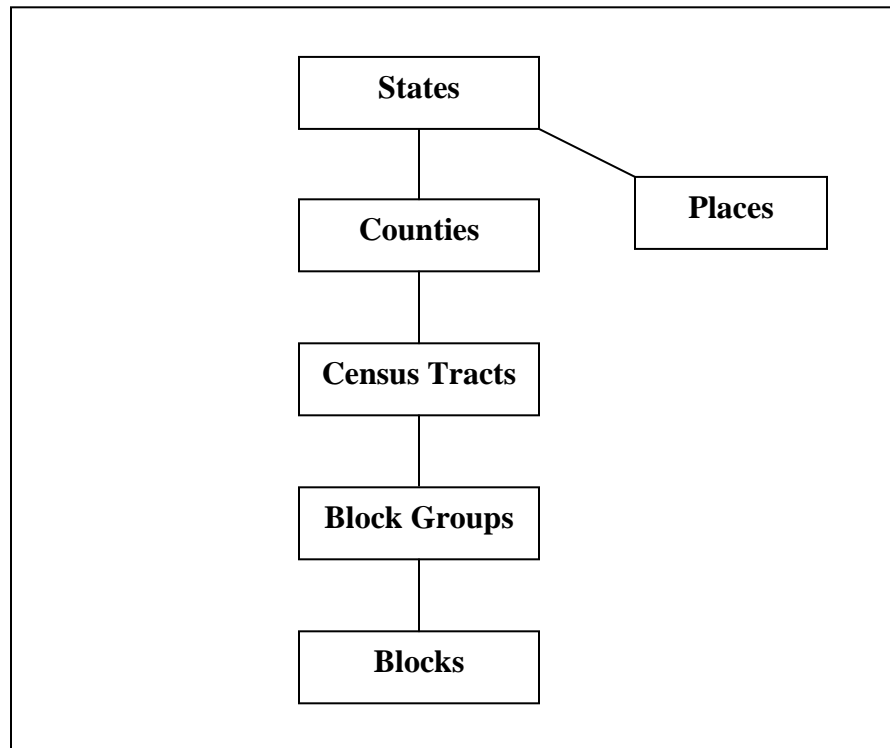 States
Places
Counties
Census Tracts
Block Groups
Blocks